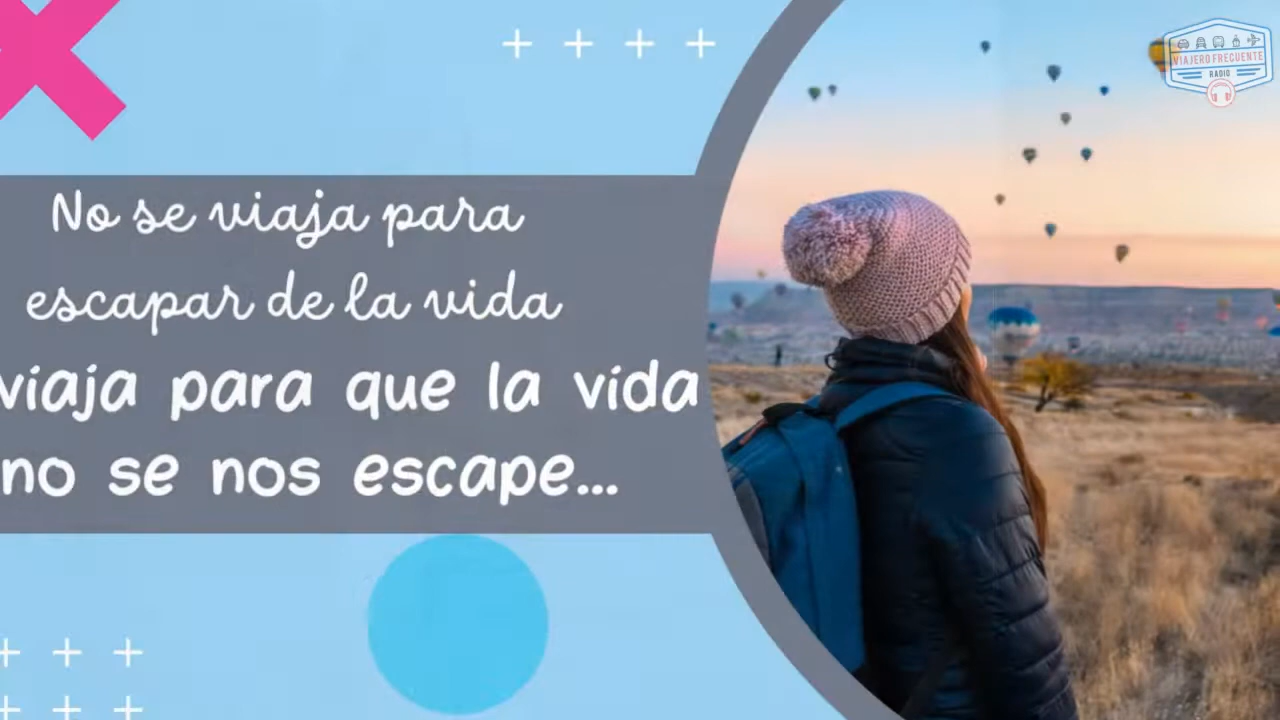 No se viaja para
escapar de la vida
viaja para que la vida
no se nos escape...
VIAJERO FRECUENTE
RADIO